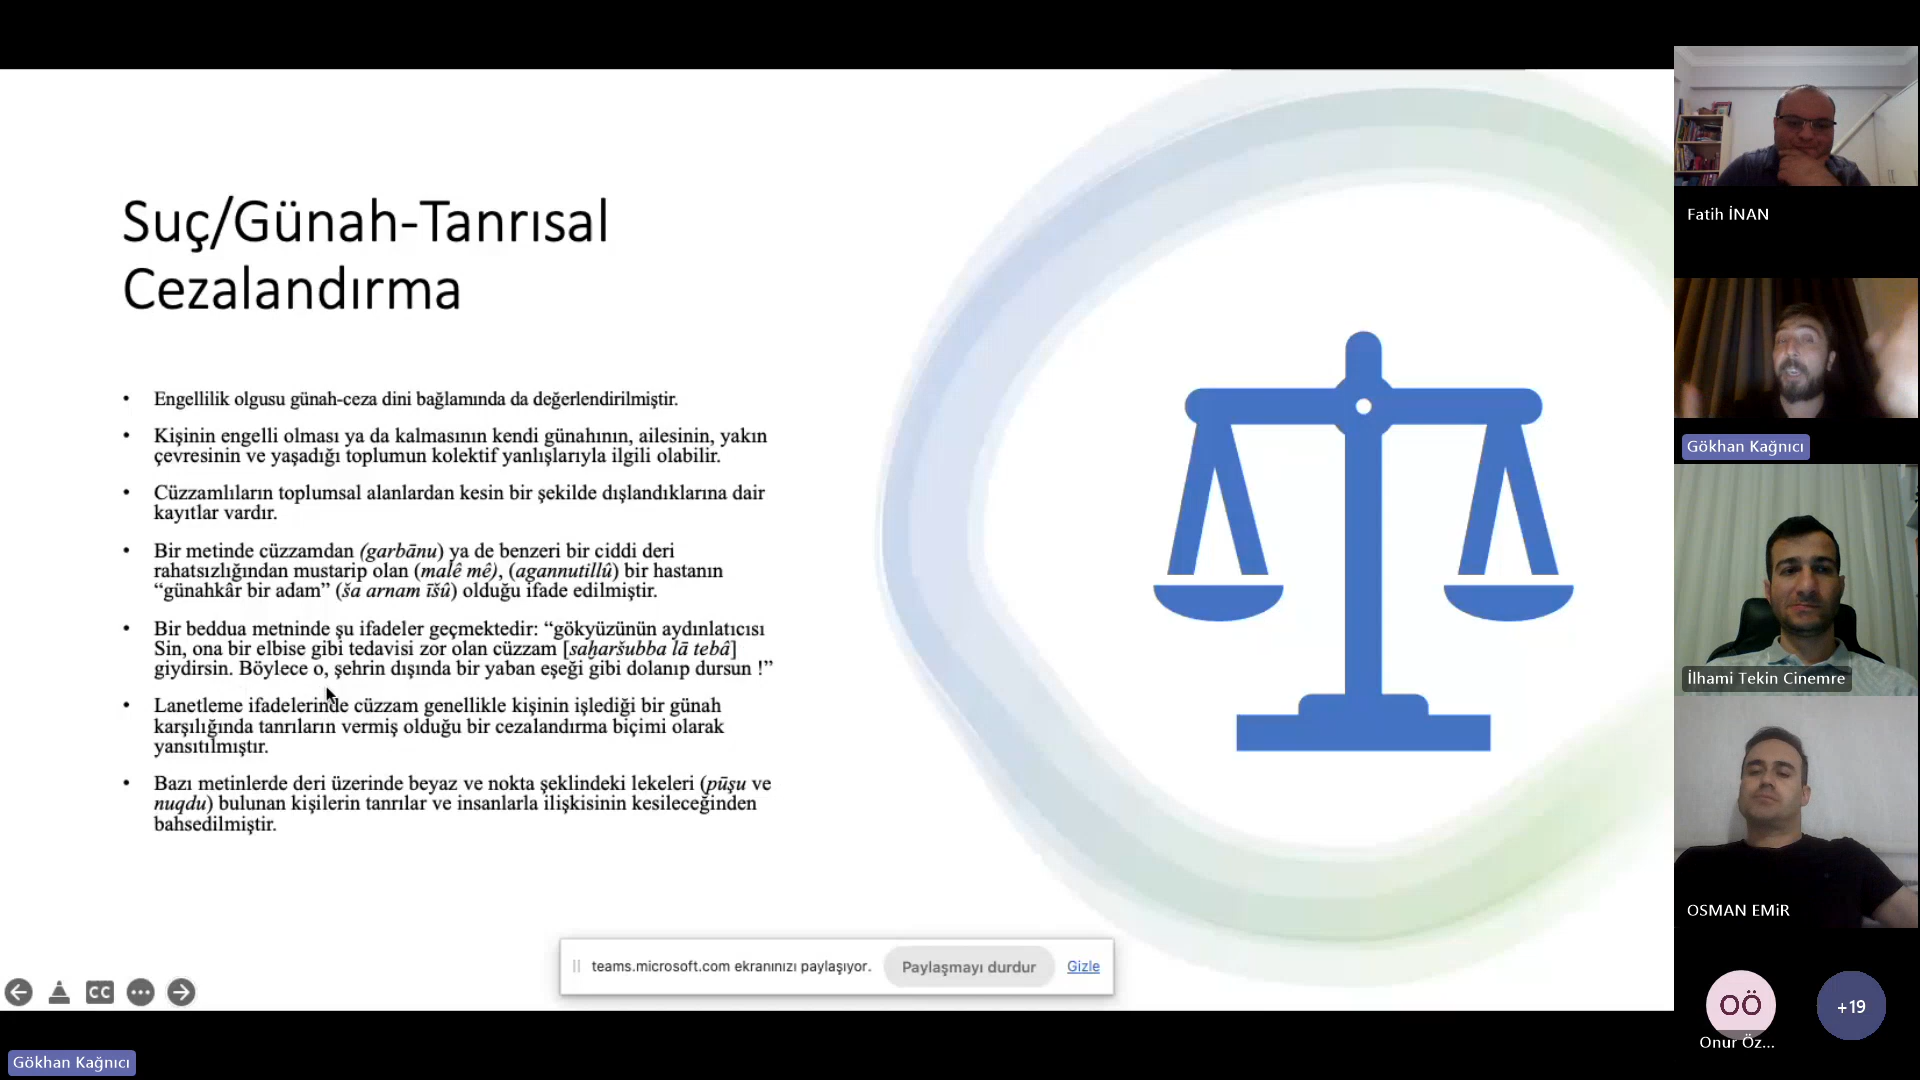 Suç/Günah-Tanrısal
Cezalandırma
• Engellilik olgusu günah-ceza dini bağlamında da değerlendirilmiştir.
• Kişinin engelli olması ya da kalmasının kendi günahının, ailesinin, yakın
çevresinin ve yaşadığı toplumun kolektif yanlışlarıyla ilgili olabilir.
• Cüzzamlıların toplumsal alanlardan kesin bir şekilde dışlandıklarına dair
kayıtlar vardır.
• Bir metinde cüzzamdan (garbānu) ya de benzeri bir ciddi deri
rahatsızlığından mustarip olan (malê mê), (agannutillû) bir hastanın
“günahkâr bir adam” (ša arnam īšû) olduğu ifade edilmiştir.
• Bir beddua metninde şu ifadeler geçmektedir: “gökyüzünün aydınlatıcısı
Sin, ona bir elbise gibi tedavisi zor olan cüzzam [saḫaršubba lā tebâ]
giydirsin. Böylece o, şehrin dışında bir yaban eşeği gibi dolanıp dursun !”
• Lanetleme ifadelerinde cüzzam genellikle kişinin işlediği bir günah
karşılığında tanrıların vermiş olduğu bir cezalandırma biçimi olarak
yansıtılmıştır.
• Bazı metinlerde deri üzerinde beyaz ve nokta şeklindeki lekeleri (pūṣu ve
nuqdu) bulunan kişilerin tanrılar ve insanlarla ilişkisinin kesileceğinden
bahsedilmiştir.
teams.microsoft.com ekranınızı paylaşıyor.
Paylaşmayı durdur
Gizle
CC
Gökhan Kağnıcı
Fatih İNAN
Gökhan Kağnıcı
İlhami Tekin Cinemre
OSMAN EMiR
OÖ
Onur Öz...
+19